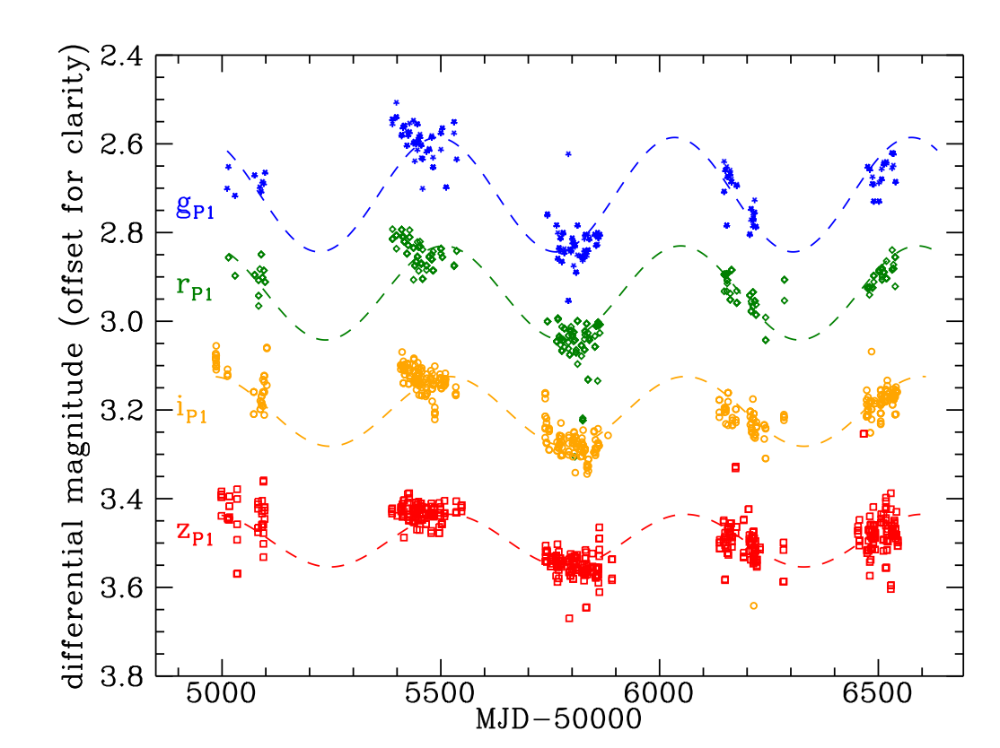 differential magnitude (offset for clarity)
2.4
2.6
2.8
3.0
3.2
3.4
3.6
3.8
gP1
rP1
iP1
zP1
5000 5500 6000 6500
MJD-50000